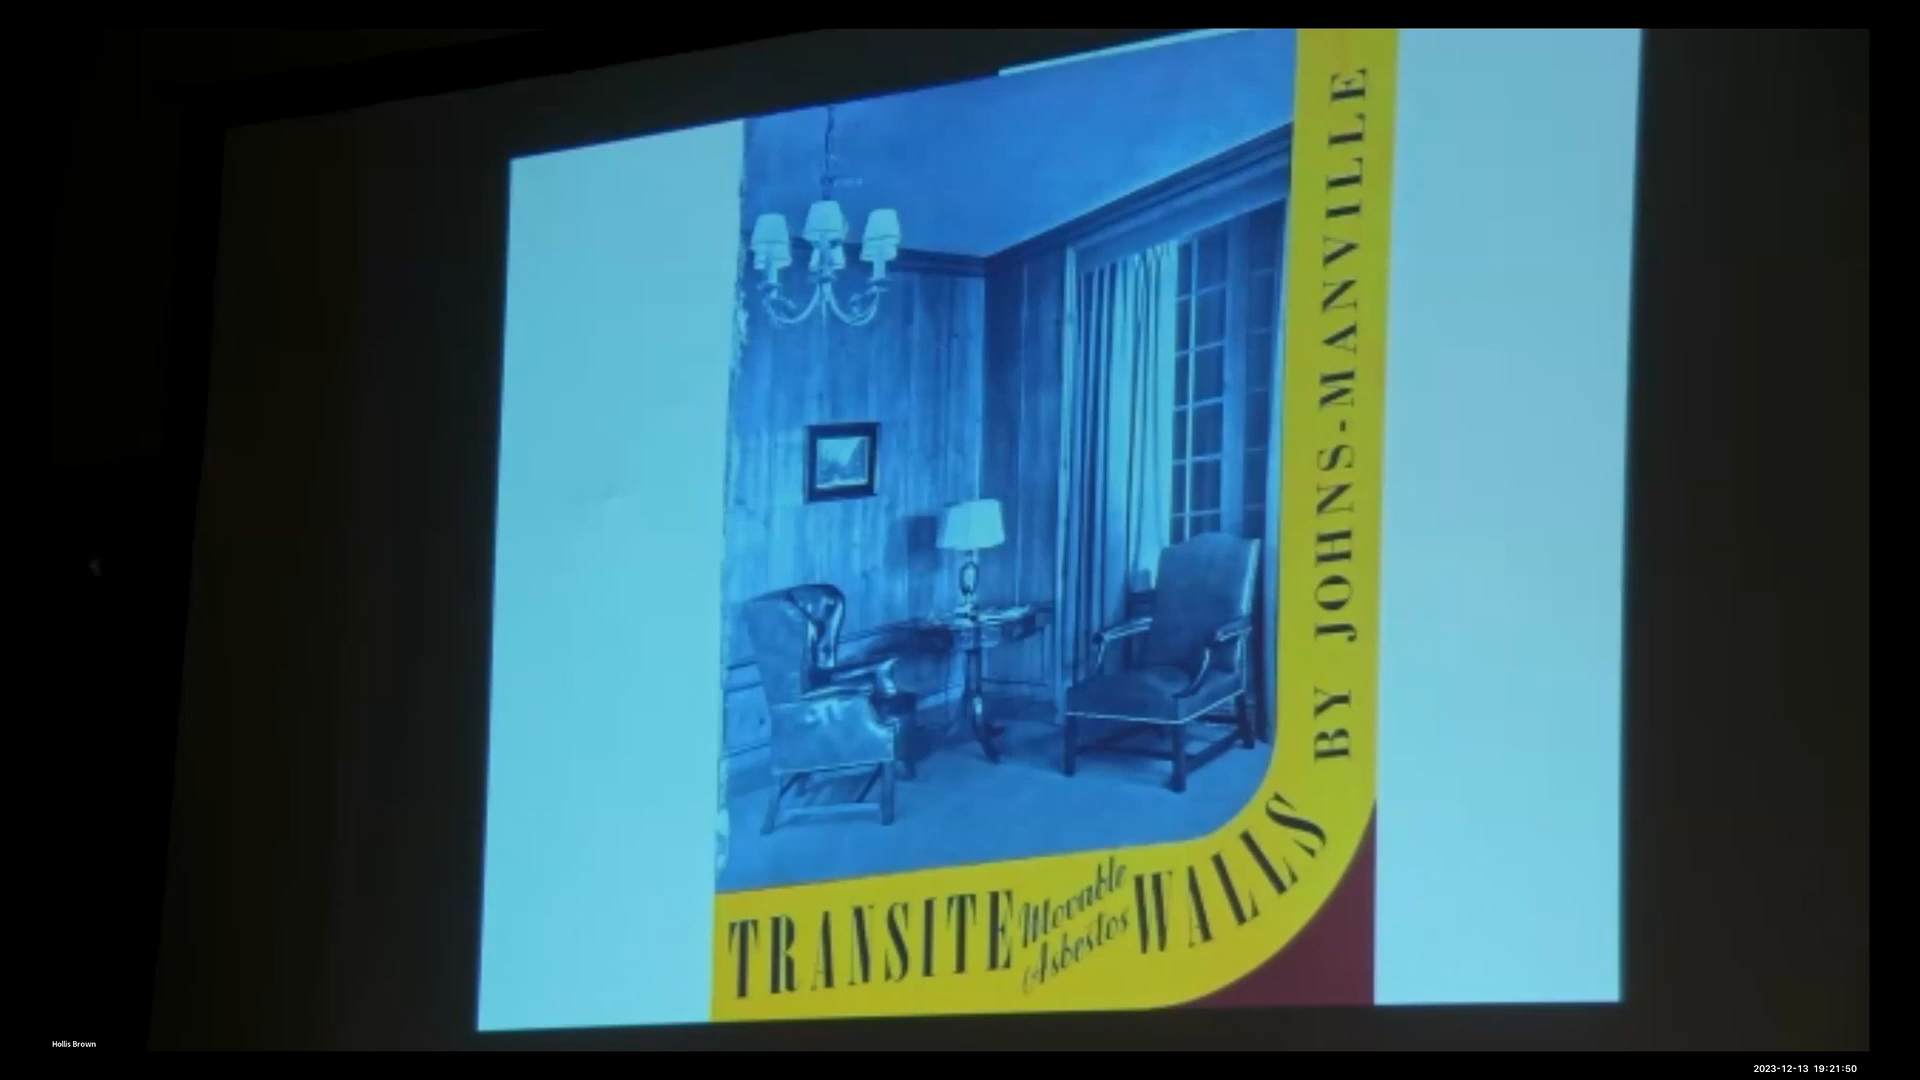 TRANSITE Movable Asbestos WALLS
BY JOHNS-MANVILLE
Hollis Brown
2023-12-13 19:21:50